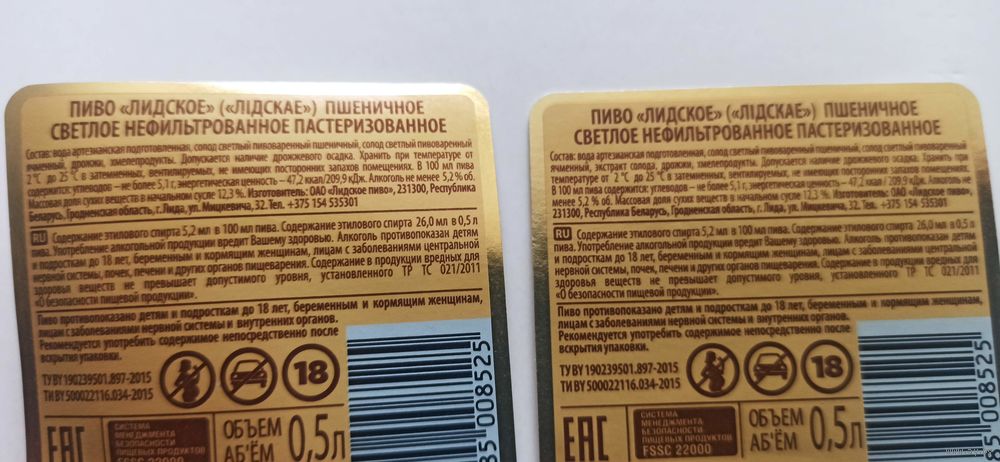 ПИВО «ЛИДСКОЕ» («ЛІДСКАЕ») ПШЕНИЧНОЕ
СВЕТЛОЕ НЕФИЛЬТРОВАННОЕ ПАСТЕРИЗОВАННОЕ
Состав: вода артезианская подготовленная, солод светлый пивоваренный пшеничный, солод светлый пивоваренный
ячменный, дрожжи, хмелепродукты. Допускается наличие дрожжевого осадка. Хранить при температуре от
2 °C до 25 °C в затемненных, вентилируемых, не имеющих посторонних запахов помещениях. В 100 мл пива
содержится: углеводов – не более 5,1 г, энергетическая ценность – 47,2 ккал/209,9 кДж. Алкоголь не менее 5,2 % об.
Массовая доля сухих веществ в начальном сусле 12,3 %. Изготовитель: ОАО «Лидское пиво», 231300, Республика
Беларусь, Гродненская область, г. Лида, ул. Мицкевича, 32. Тел. +375 154 535301
RU Содержание этилового спирта 5,2 мл в 100 мл пива. Содержание этилового спирта 26,0 мл в 0,5 л
пива. Употребление алкогольной продукции вредит Вашему здоровью. Алкоголь противопоказан детям
и подросткам до 18 лет, беременным и кормящим женщинам, лицам с заболеваниями центральной
нервной системы, почек, печени и других органов пищеварения. Содержание в продукции вредных для
здоровья веществ не превышает допустимого уровня, установленного ТР ТС 021/2011
«О безопасности пищевой продукции».
Пиво противопоказано детям и подросткам до 18 лет, беременным и кормящим женщинам,
лицам с заболеваниями нервной системы и внутренних органов.
Рекомендуется употребить содержимое непосредственно после
вскрытия упаковки.
ТУ BY 190239501.897-2015
ТИ BY 500022116.034-2015
18
EAC
СИСТЕМА
МЕНЕДЖМЕНТА
БЕЗОПАСНОСТИ
ПИЩЕВЫХ ПРОДУКТОВ
FSSC 22000
ОБЪЕМ
АБ'ЁМ
0,5л
85 008525
ПИВО «ЛИДСКОЕ» («ЛІДСКАЕ») ПШЕНИЧНОЕ
СВЕТЛОЕ НЕФИЛЬТРОВАННОЕ ПАСТЕРИЗОВАННОЕ
Состав: вода артезианская подготовленная, солод светлый пивоваренный пшеничный, солод светлый пивоваренный
ячменный, экстракт солода, дрожжи, хмелепродукты. Допускается наличие дрожжевого осадка. Хранить при
температуре от 2 °C до 25 °C в затемненных, вентилируемых, не имеющих посторонних запахов помещениях.
В 100 мл пива содержится: углеводов – не более 5,1 г, энергетическая ценность – 47,2 ккал/209,9 кДж. Алкоголь не
менее 5,2 % об. Массовая доля сухих веществ в начальном сусле 12,3 %. Изготовитель: ОАО «Лидское пиво»,
231300, Республика Беларусь, Гродненская область, г. Лида, ул. Мицкевича, 32. Тел. +375 154 535301
RU Содержание этилового спирта 5,2 мл в 100 мл пива. Содержание этилового спирта 26,0 мл в 0,5 л
пива. Употребление алкогольной продукции вредит Вашему здоровью. Алкоголь противопоказан детям
и подросткам до 18 лет, беременным и кормящим женщинам, лицам с заболеваниями центральной
нервной системы, почек, печени и других органов пищеварения. Содержание в продукции вредных для
здоровья веществ не превышает допустимого уровня, установленного ТР ТС 021/2011
«О безопасности пищевой продукции».
Пиво противопоказано детям и подросткам до 18 лет, беременным и кормящим женщинам,
лицам с заболеваниями нервной системы и внутренних органов.
Рекомендуется употребить содержимое непосредственно после
вскрытия упаковки.
ТУ BY 190239501.897-2015
ТИ BY 500022116.034-2015
18
EAC
СИСТЕМА
МЕНЕДЖМЕНТА
БЕЗОПАСНОСТИ
ПИЩЕВЫХ ПРОДУКТОВ
FSSC 22000
ОБЪЕМ
АБ'ЁМ
0,5л
85 008525